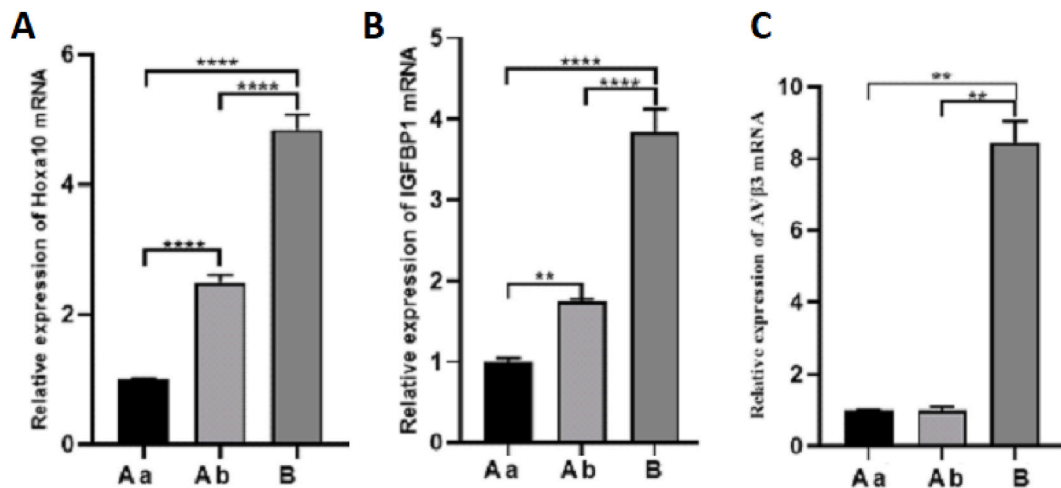 A
Relative expression of Hoxa10 mRNA
6
4
2
0
****
****
****
Aa Ab B
B
Relative expression of IGFBP1 mRNA
5
4
3
2
1
0
****
****
**
Aa Ab B
C
Relative expression of AVβ3 mRNA
10
8
6
4
2
0
**
**
Aa Ab B